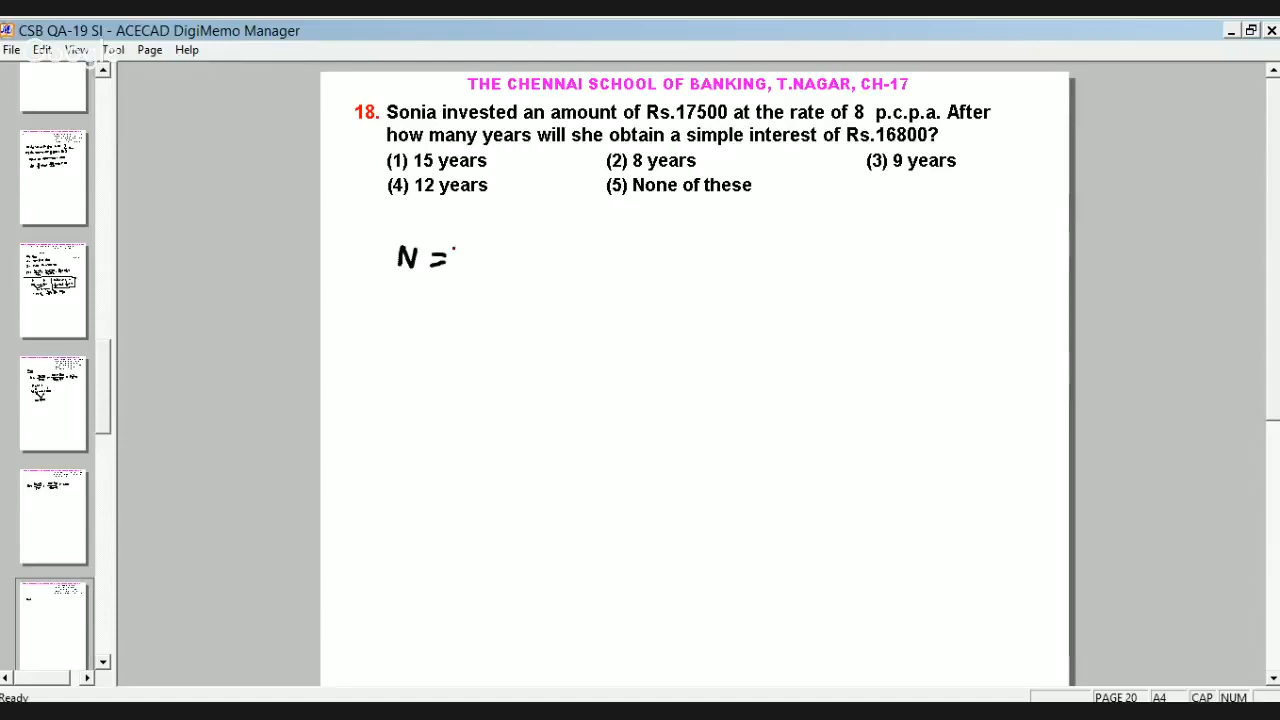 CSB QA-19 SI - ACECAD DigiMemo Manager
File Edit View Tool Page Help
THE CHENNAI SCHOOL OF BANKING, T.NAGAR, CH-17
18. Sonia invested an amount of Rs.17500 at the rate of 8 p.c.p.a. After
how many years will she obtain a simple interest of Rs.16800?
(1) 15 years (2) 8 years (3) 9 years
(4) 12 years (5) None of these
N =
Ready PAGE 20 A4 CAP NUM